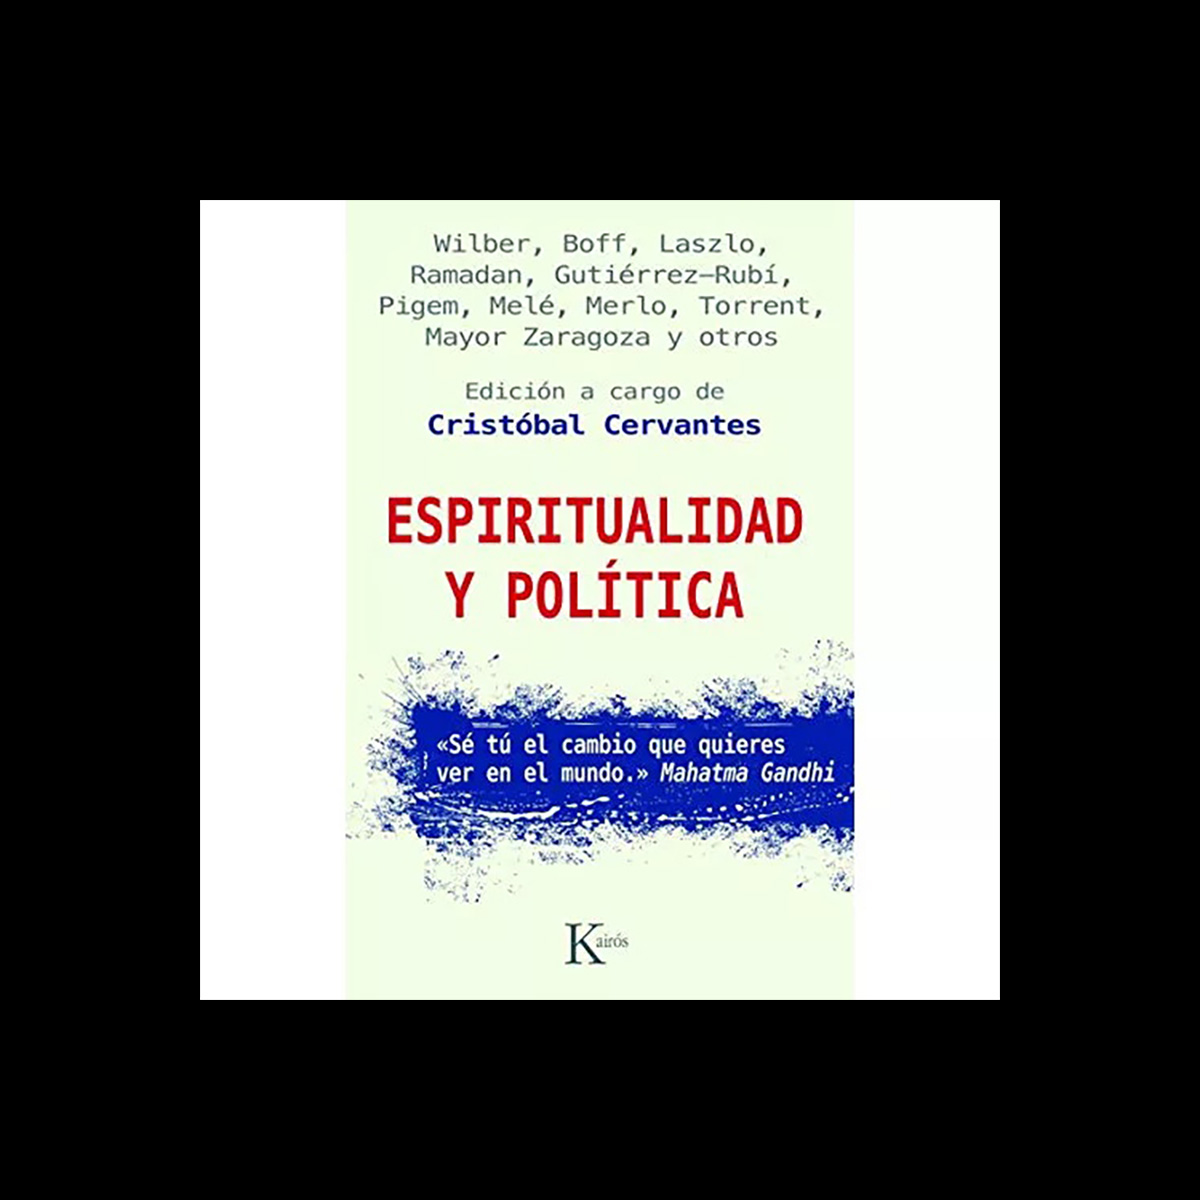 Wilber, Boff, Laszlo,
Ramadan, Gutiérrez–Rubí,
Pigem, Melé, Merlo, Torrent,
Mayor Zaragoza y otros
Edición a cargo de
Cristóbal Cervantes
ESPIRITUALIDAD
Y POLÍTICA
«Sé tú el cambio que quieres
ver en el mundo.» Mahatma Gandhi
Kairós